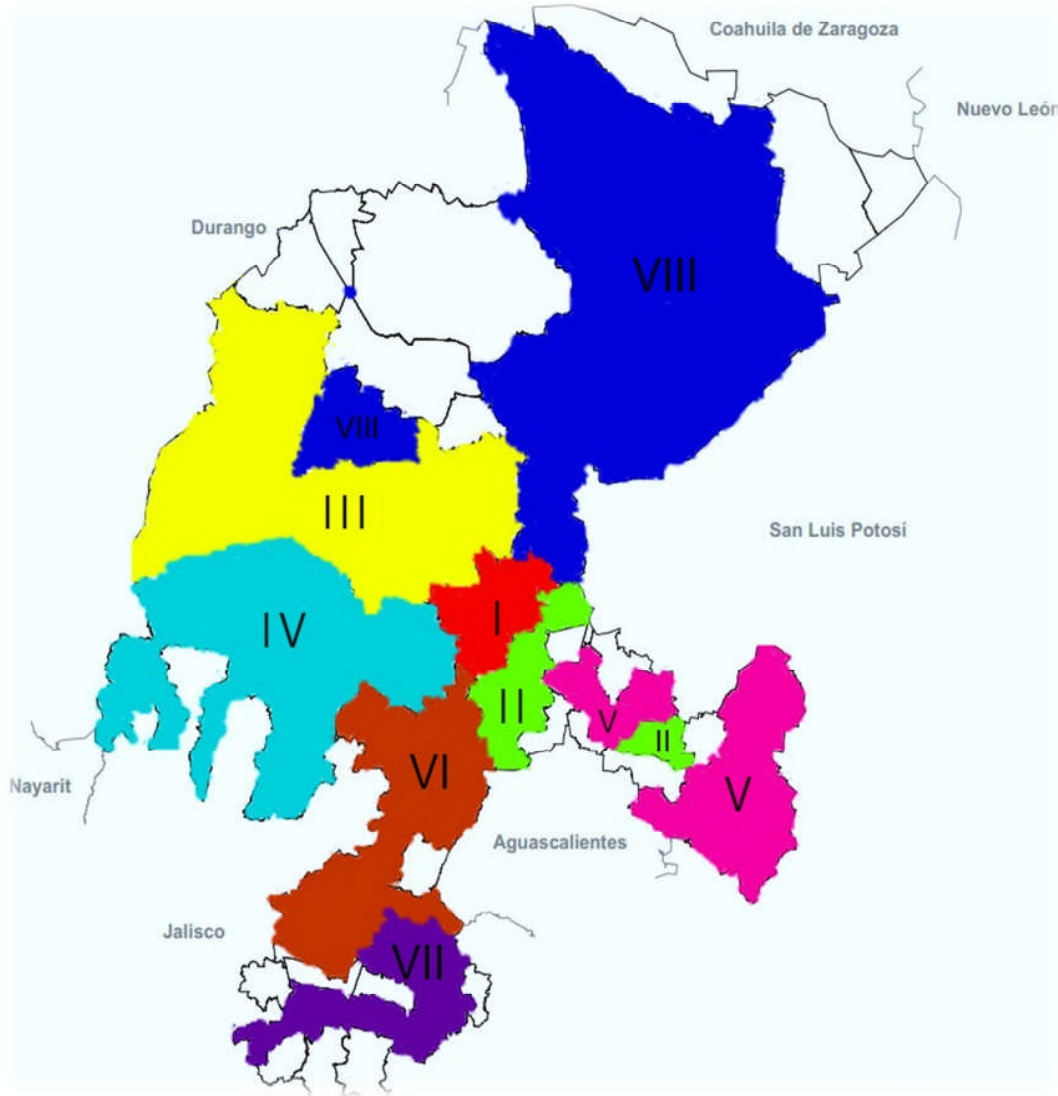 Coahuila de Zaragoza
Nuevo León
Durango
VIII
VIII
III
San Luis Potosí
I
IV
II
V
II
V
Nayarit
VI
Aguascalientes
Jalisco
VII